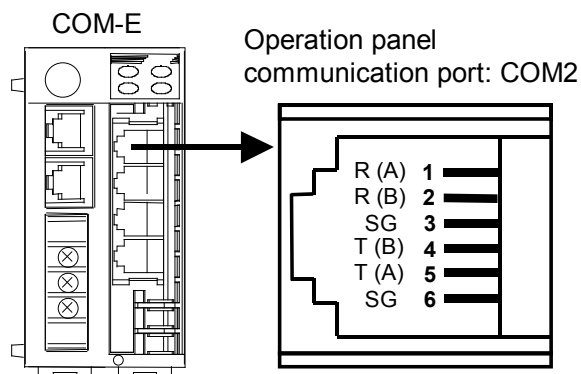 COM-E
Operation panel
communication port: COM2
R (A) 1
R (B) 2
SG 3
T (B) 4
T (A) 5
SG 6